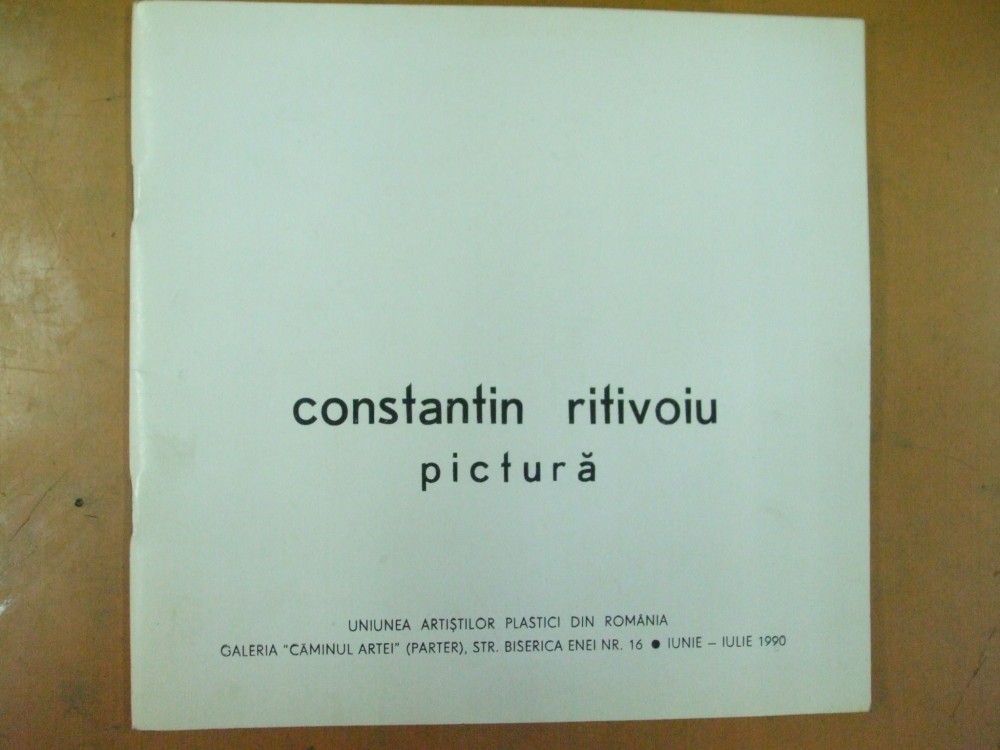 constantin ritivoiu
pictură
UNIUNEA ARTIȘTILOR PLASTICI DIN ROMÂNIA
GALERIA "CĂMINUL ARTEI" (PARTER), STR. BISERICA ENEI NR. 16 ● IUNIE – IULIE 1990